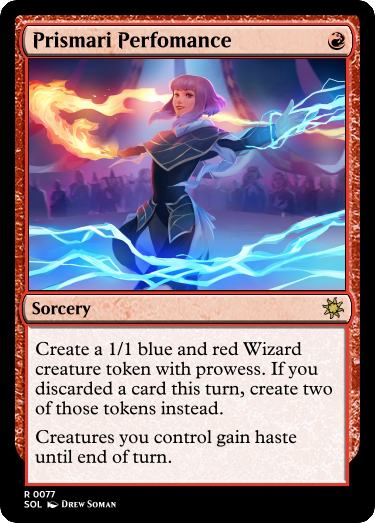 Prismari Perfomance
Sorcery
Create a 1/1 blue and red Wizard
creature token with prowess. If you
discarded a card this turn, create two
of those tokens instead.
Creatures you control gain haste
until end of turn.
R 0077
SOL Drew Soman